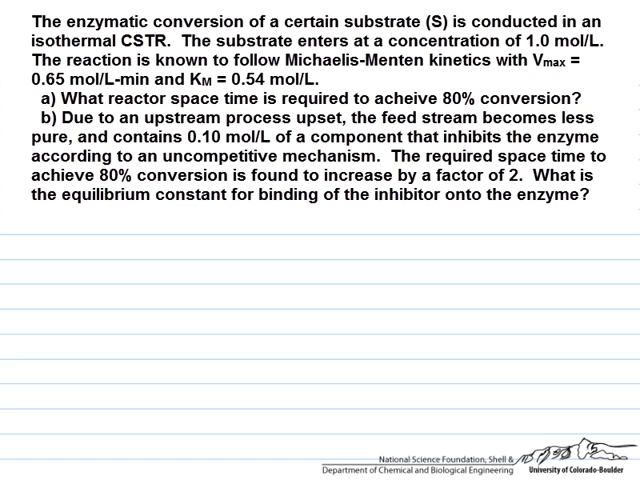 The enzymatic conversion of a certain substrate (S) is conducted in an
isothermal CSTR.  The substrate enters at a concentration of 1.0 mol/L.
The reaction is known to follow Michaelis-Menten kinetics with Vmax =
0.65 mol/L-min and KM = 0.54 mol/L.
a) What reactor space time is required to acheive 80% conversion?
b) Due to an upstream process upset, the feed stream becomes less
pure, and contains 0.10 mol/L of a component that inhibits the enzyme
according to an uncompetitive mechanism.  The required space time to
achieve 80% conversion is found to increase by a factor of 2.  What is
the equilibrium constant for binding of the inhibitor onto the enzyme?
National Science Foundation, Shell &
Department of Chemical and Biological Engineering
University of Colorado-Boulder